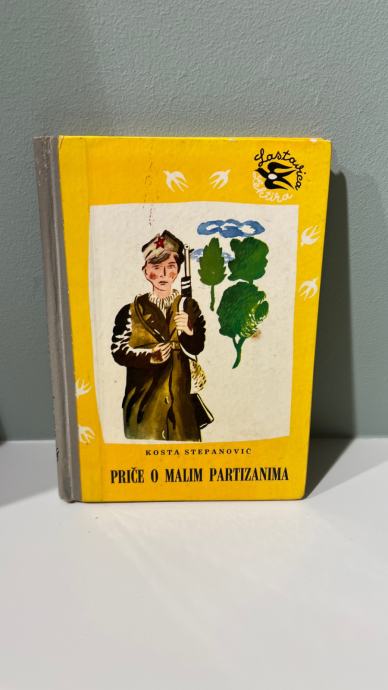 Lastavica
lektira
KOSTA STEPANOVIĆ
PRIČE O MALIM PARTIZANIMA